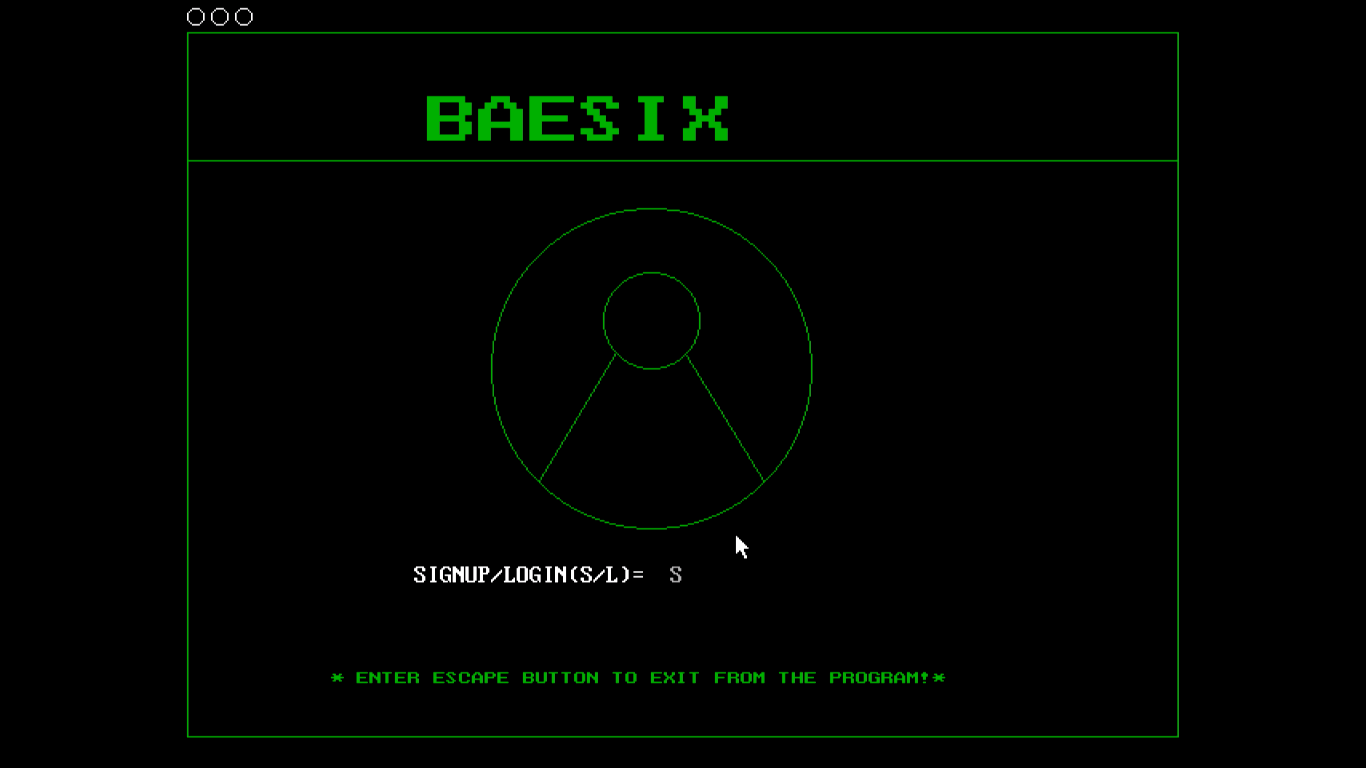 BAESIX
SIGNUP/LOGIN(S/L)= S
* ENTER ESCAPE BUTTON TO EXIT FROM THE PROGRAM!*